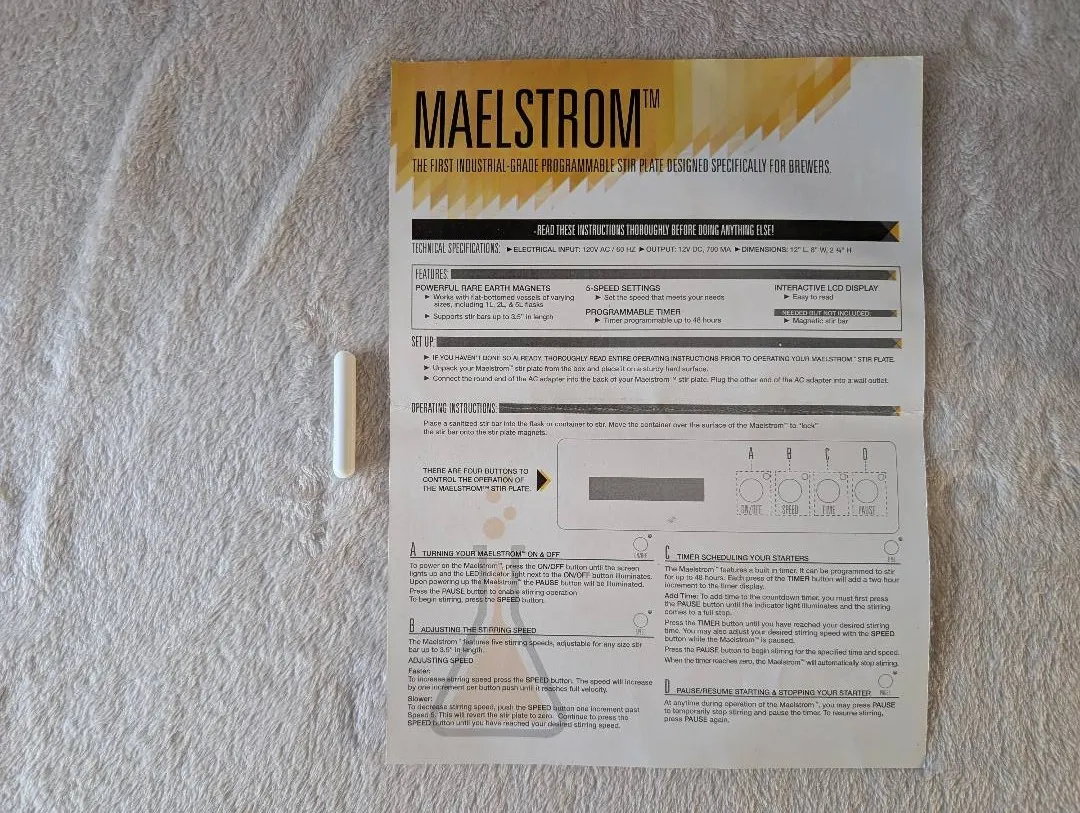 MAELSTROM™
THE FIRST INDUSTRIAL-GRADE PROGRAMMABLE STIR PLATE DESIGNED SPECIFICALLY FOR BREWERS.
-READ THESE INSTRUCTIONS THOROUGHLY BEFORE DOING ANYTHING ELSE!
TECHNICAL SPECIFICATIONS: ► ELECTRICAL INPUT: 120V AC / 60 HZ ► OUTPUT: 12V DC, 700 MA ► DIMENSIONS: 12" L, 8" W, 2 ¾" H
FEATURES:
POWERFUL RARE EARTH MAGNETS
► Works with flat-bottomed vessels of varying
sizes, including 1L, 2L, & 5L flasks
► Supports stir bars up to 3.5" in length
5-SPEED SETTINGS
► Set the speed that meets your needs
PROGRAMMABLE TIMER
► Timer programmable up to 48 hours
INTERACTIVE LCD DISPLAY
► Easy to read
NEEDED BUT NOT INCLUDED:
► Magnetic stir bar
SET UP:
► IF YOU HAVEN'T DONE SO ALREADY, THOROUGHLY READ ENTIRE OPERATING INSTRUCTIONS PRIOR TO OPERATING YOUR MAELSTROM™ STIR PLATE.
► Unpack your Maelstrom™ stir plate from the box and place it on a sturdy hard surface.
► Connect the round end of the AC adapter into the back of your Maelstrom™ stir plate. Plug the other end of the AC adapter into a wall outlet.
OPERATING INSTRUCTIONS:
Place a sanitized stir bar into the flask or container to stir. Move the container over the surface of the Maelstrom™ to "lock"
the stir bar onto the stir plate magnets.
THERE ARE FOUR BUTTONS TO
CONTROL THE OPERATION OF
THE MAELSTROM™ STIR PLATE.
A B C D
ON/OFF SPEED TIME PAUSE
A TURNING YOUR MAELSTROM™ ON & OFF ON/OFF
To power on the Maelstrom™, press the ON/OFF button until the screen
lights up and the LED indicator light next to the ON/OFF button illuminates.
Upon powering up the Maelstrom™ the PAUSE button will be illuminated.
Press the PAUSE button to enable stirring operation
To begin stirring, press the SPEED button.
B ADJUSTING THE STIRRING SPEED
The Maelstrom™ features five stirring speeds, adjustable for any size stir
bar up to 3.5" in length.
ADJUSTING SPEED
Faster:
To increase stirring speed press the SPEED button. The speed will increase
by one increment per button push until it reaches full velocity.
Slower:
To decrease stirring speed, push the SPEED button one increment past
Speed 5. This will revert the stir plate to zero. Continue to press the
SPEED button until you have reached your desired stirring speed.
C TIMER SCHEDULING YOUR STARTERS
The Maelstrom™ features a built in timer. It can be programmed to stir
for up to 48 hours. Each press of the TIMER button will add a two hour
increment to the timer display.
Add Time: To add time to the countdown timer, you must first press
the PAUSE button until the indicator light illuminates and the stirring
comes to a full stop.
Press the TIMER button until you have reached your desired stirring
time. You may also adjust your desired stirring speed with the SPEED
button while the Maelstrom™ is paused.
Press the PAUSE button to begin stirring for the specified time and speed.
When the timer reaches zero, the Maelstrom™ will automatically stop stirring.
D PAUSE/RESUME STARTING & STOPPING YOUR STARTER
At anytime during operation of the Maelstrom™, you may press PAUSE
to temporarily stop stirring and pause the timer. To resume stirring,
press PAUSE again.